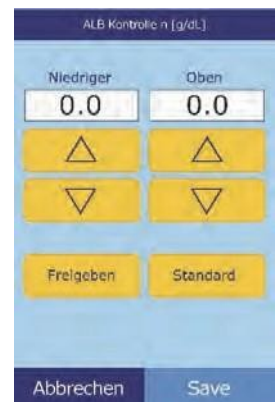 ALB Kontrolle n [g/dL]
Niedriger Oben
0.0 0.0
Freigeben Standard
Abbrechen Save